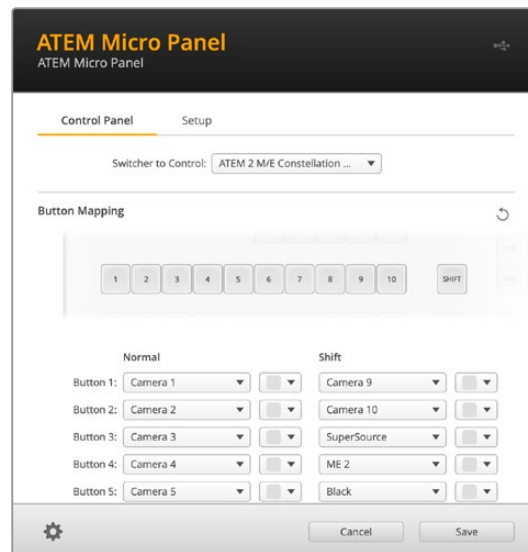 ATEM Micro Panel
ATEM Micro Panel
Control Panel Setup
Switcher to Control: ATEM 2 M/E Constellation ...
Button Mapping
1 2 3 4 5 6 7 8 9 10 SHIFT
Normal Shift
Button 1: Camera 1 Camera 9
Button 2: Camera 2 Camera 10
Button 3: Camera 3 SuperSource
Button 4: Camera 4 ME 2
Button 5: Camera 5 Black
Cancel Save